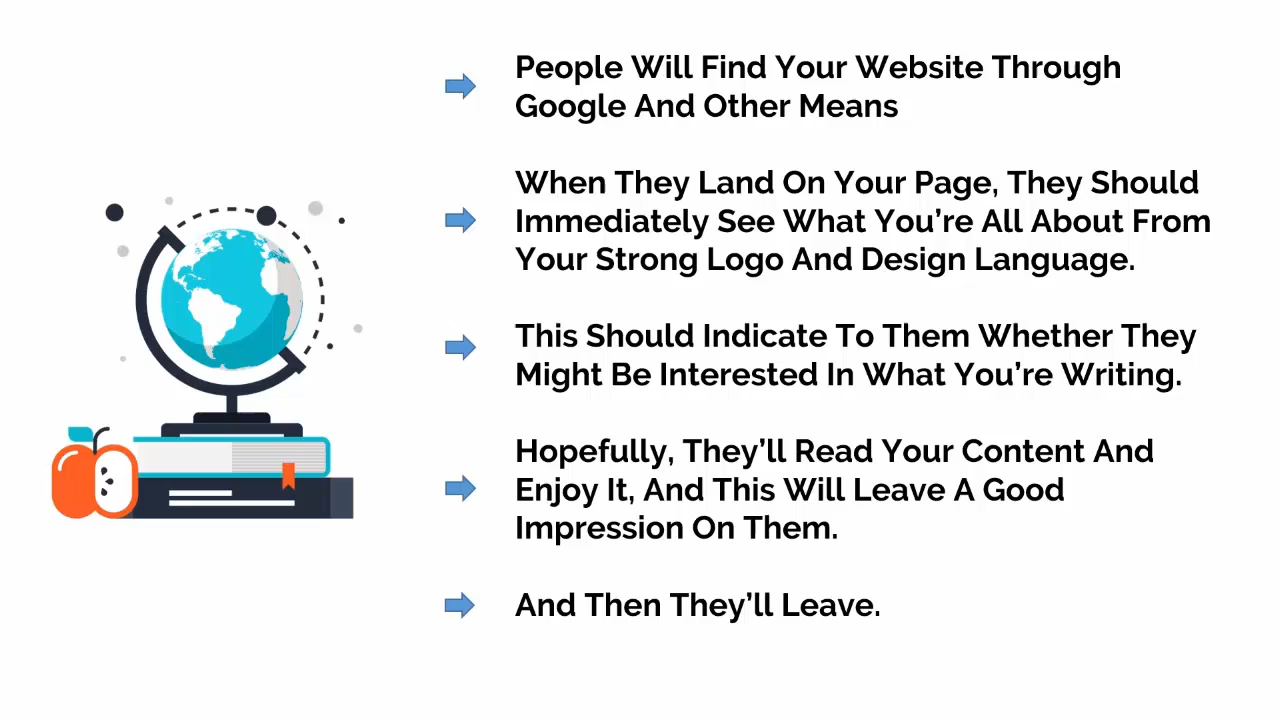 People Will Find Your Website Through
Google And Other Means
When They Land On Your Page, They Should
Immediately See What You’re All About From
Your Strong Logo And Design Language.
This Should Indicate To Them Whether They
Might Be Interested In What You’re Writing.
Hopefully, They’ll Read Your Content And
Enjoy It, And This Will Leave A Good
Impression On Them.
And Then They’ll Leave.